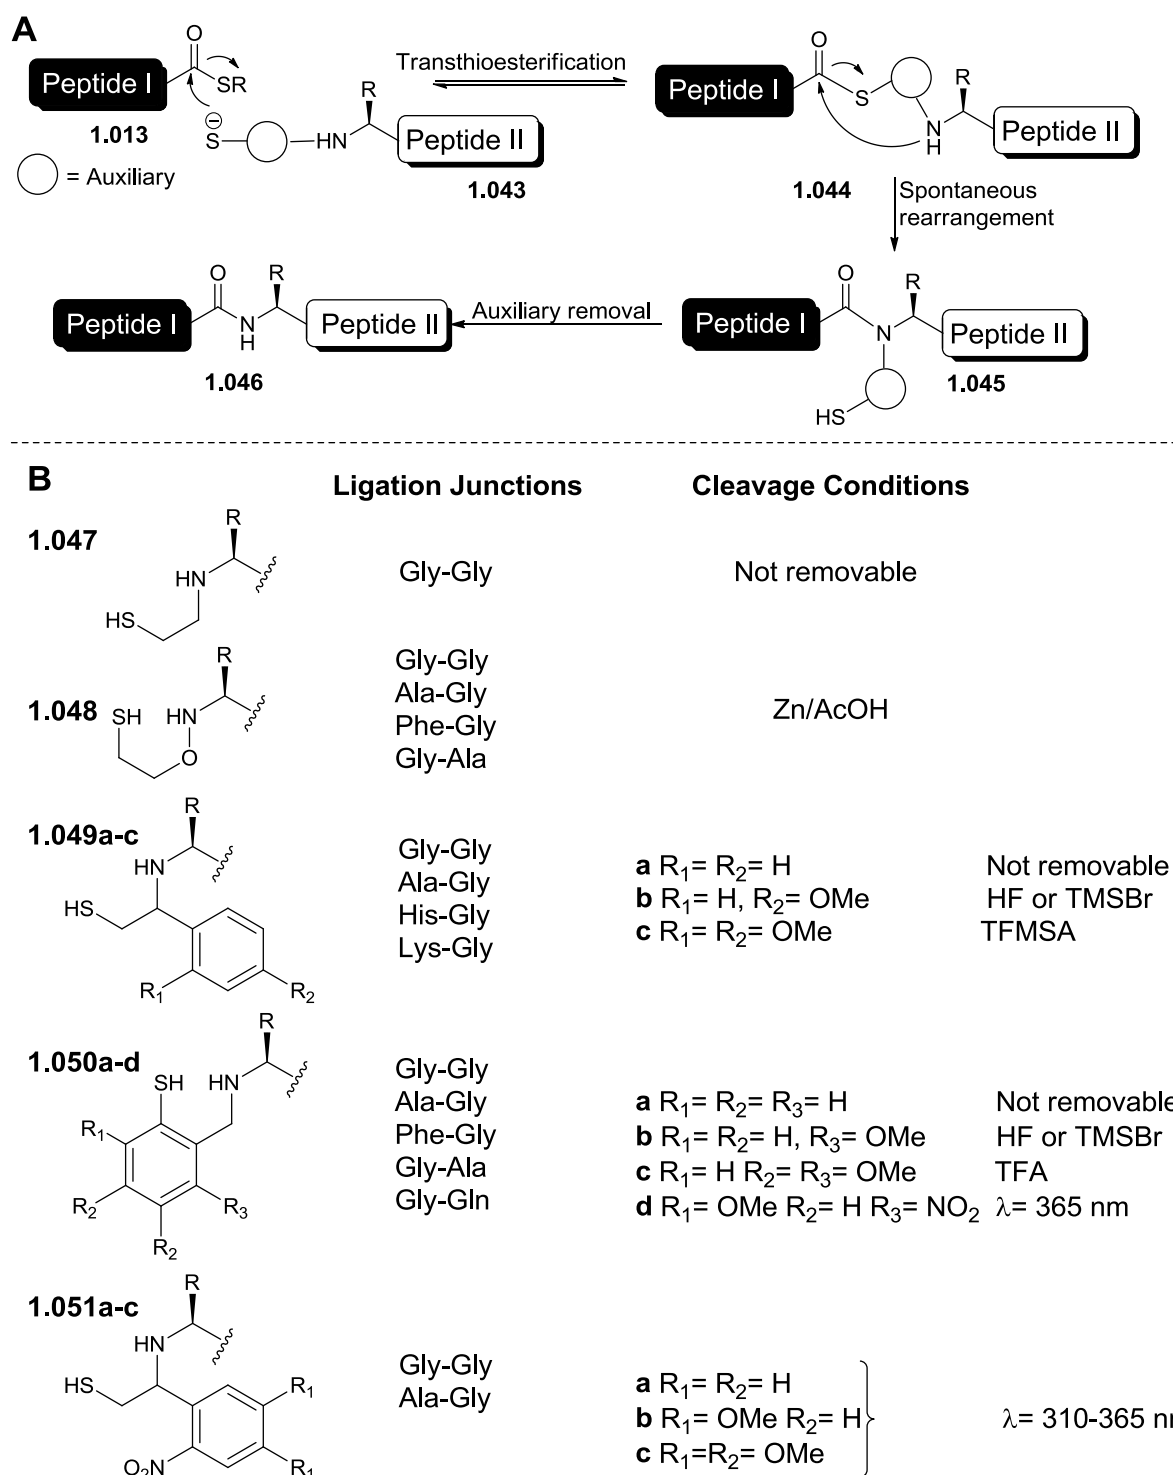 A
O
Peptide I
SR
1.013
= Auxiliary
S
HN
R
Peptide II
1.043
Transthioesterification
O
Peptide I
S
R
N
H
Peptide II
1.044
Spontaneous
rearrangement
O
R
Peptide I
N
H
Peptide II
1.046
Auxiliary removal
O
R
Peptide I
N
Peptide II
HS
1.045
B
Ligation Junctions
Cleavage Conditions
1.047
R
HN
HS
Gly-Gly
Not removable
1.048
R
SH
HN
O
Gly-Gly
Ala-Gly
Phe-Gly
Gly-Ala
Zn/AcOH
1.049a-c
R
HN
HS
R1
R2
Gly-Gly
Ala-Gly
His-Gly
Lys-Gly
a R1= R2= H Not removable
b R1= H, R2= OMe HF or TMSBr
c R1= R2= OMe TFMSA
1.050a-d
R
SH
HN
R1
R2
R3
R2
Gly-Gly
Ala-Gly
Phe-Gly
Gly-Ala
Gly-Gln
a R1= R2= R3= H Not removable
b R1= R2= H, R3= OMe HF or TMSBr
c R1= H R2= R3= OMe TFA
d R1= OMe R2= H R3= NO2 λ= 365 nm
1.051a-c
R
HN
HS
R1
O2N
R1
Gly-Gly
Ala-Gly
a R1= R2= H
b R1= OMe R2= H
c R1=R2= OMe
λ= 310-365 nm